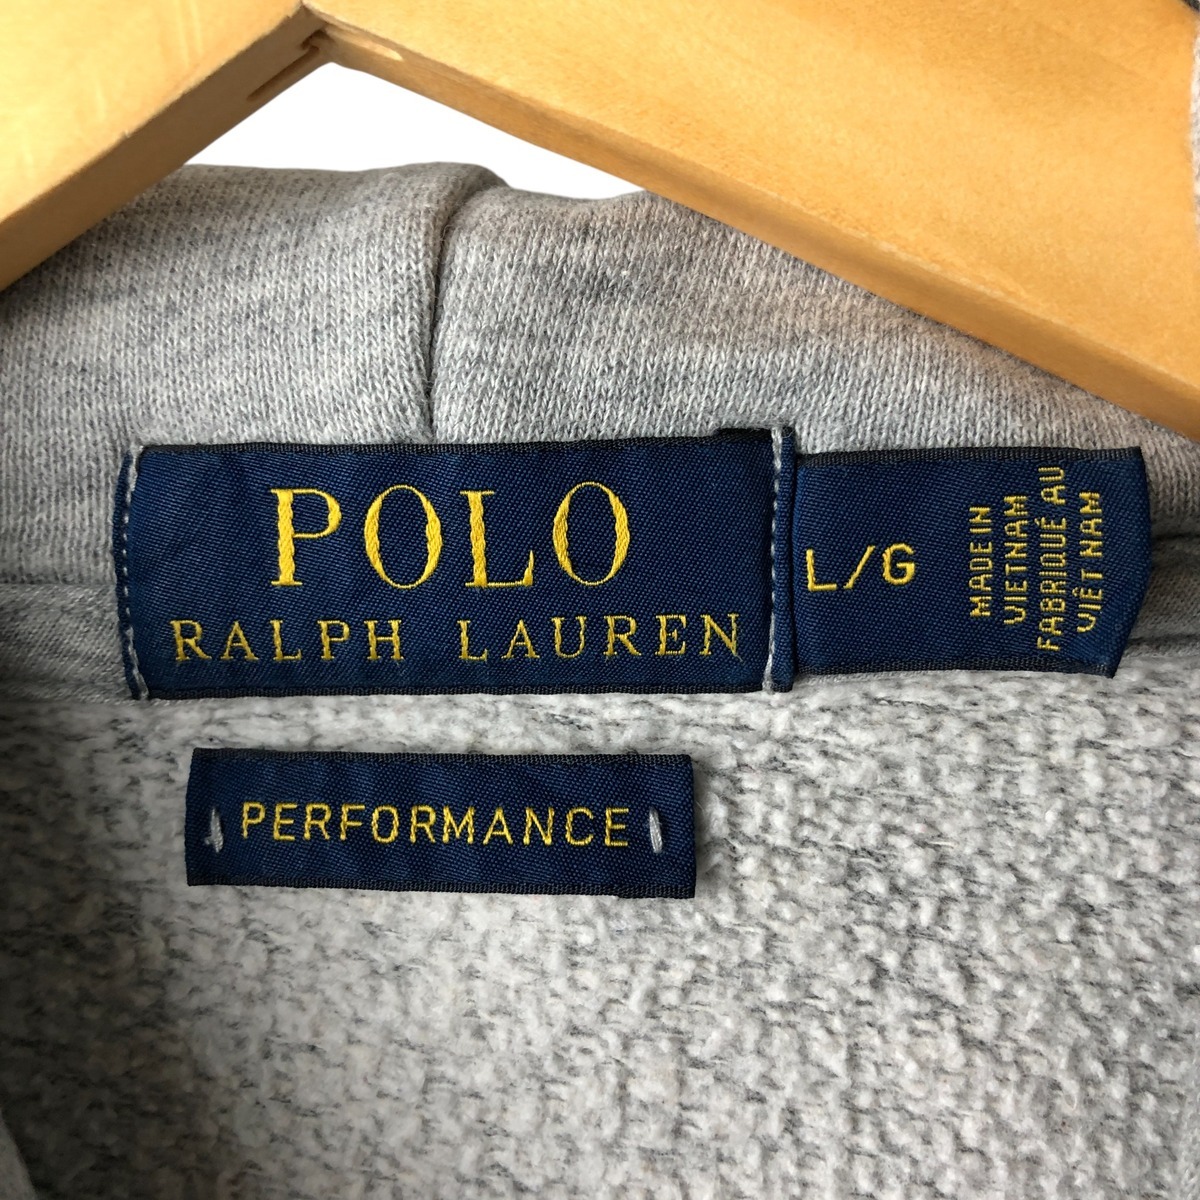 POLO
RALPH LAUREN
L/G
MADE IN
VIETNAM
FABRIQUÉ AU
VIÊT NAM
PERFORMANCE